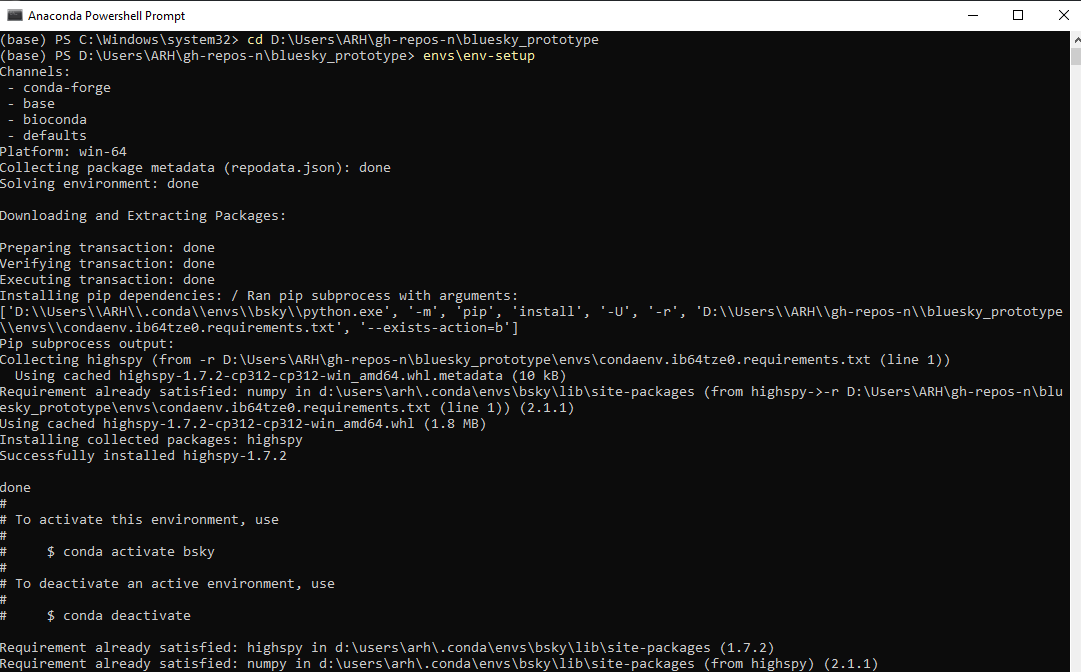 Anaconda Powershell Prompt
(base) PS C:\Windows\system32> cd D:\Users\ARH\gh-repos-n\bluesky_prototype
(base) PS D:\Users\ARH\gh-repos-n\bluesky_prototype> envs\env-setup
Channels:
 - conda-forge
 - base
 - bioconda
 - defaults
Platform: win-64
Collecting package metadata (repodata.json): done
Solving environment: done
Downloading and Extracting Packages:
Preparing transaction: done
Verifying transaction: done
Executing transaction: done
Installing pip dependencies: / Ran pip subprocess with arguments:
['D:\\Users\\ARH\\.conda\\envs\\bsky\\python.exe', '-m', 'pip', 'install', '-U', '-r', 'D:\\Users\\ARH\\gh-repos-n\\bluesky_prototype
\\envs\\condaenv.ib64tze0.requirements.txt', '--exists-action=b']
Pip subprocess output:
Collecting highspy (from -r D:\Users\ARH\gh-repos-n\bluesky_prototype\envs\condaenv.ib64tze0.requirements.txt (line 1))
  Using cached highspy-1.7.2-cp312-cp312-win_amd64.whl.metadata (10 kB)
Requirement already satisfied: numpy in d:\users\arh\.conda\envs\bsky\lib\site-packages (from highspy->-r D:\Users\ARH\gh-repos-n\blu
esky_prototype\envs\condaenv.ib64tze0.requirements.txt (line 1)) (2.1.1)
Using cached highspy-1.7.2-cp312-cp312-win_amd64.whl (1.8 MB)
Installing collected packages: highspy
Successfully installed highspy-1.7.2
done
#
# To activate this environment, use
#
#     $ conda activate bsky
#
# To deactivate an active environment, use
#
#     $ conda deactivate
Requirement already satisfied: highspy in d:\users\arh\.conda\envs\bsky\lib\site-packages (1.7.2)
Requirement already satisfied: numpy in d:\users\arh\.conda\envs\bsky\lib\site-packages (from highspy) (2.1.1)